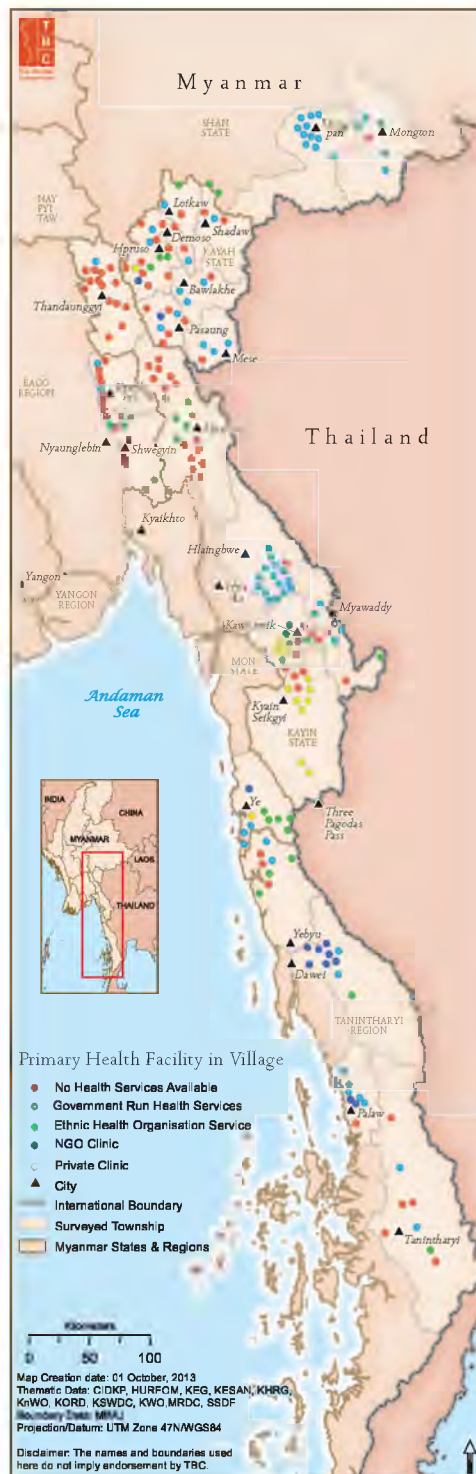 TBC
Myanmar
SHAN
STATE
pan
Mongton
NAY
PYI
TAW
Loikaw
Shadaw
Demoso
Hpruso
KAYAH
STATE
Bawlakhe
Thandaunggyi
Pasaung
Mese
BAGO
REGION
Thailand
Nyaunglebin
Shwegyin
Kyaikhto
Hlaingbwe
Yangon
YANGON
REGION
Myawaddy
MON
STATE
Andaman
Sea
Kyain
Seikgyi
KAYIN
STATE
Ye
Three
Pagodas
Pass
INDIA
CHINA
MYANMAR
LAOS
THAILAND
Yebyu
Dawei
TANINTHARYI
REGION
Primary Health Facility in Village
No Health Services Available
Government Run Health Services
Ethnic Health Organisation Service
NGO Clinic
Private Clinic
City
International Boundary
Surveyed Township
Myanmar States & Regions
Palaw
Tanintharyi
Kilometers
0 50 100
Map Creation date: 01 October, 2013
Thematic Data: CIDKP, HURFOM, KEG, KESAN, KHRG,
KnWO, KORD, KSWDC, KWO, MRDC, SSDF
Boundary Data: MIMU
Projection/Datum: UTM Zone 47N/WGS84
Disclaimer: The names and boundaries used
here do not imply endorsement by TBC.